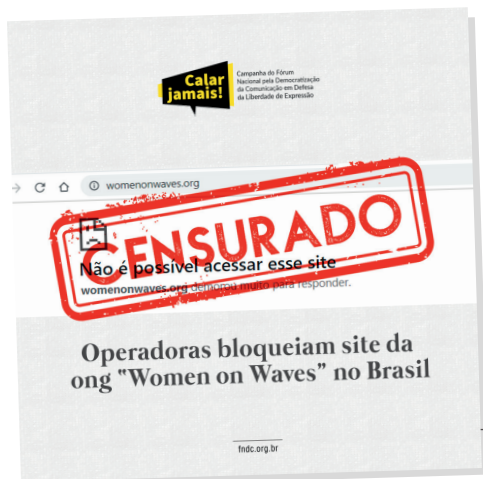 Calar
jamais!
Campanha do Fórum
Nacional pela Democratização
da Comunicação em Defesa
da Liberdade de Expressão
womenonwaves.org
CENSURADO
Não é possível acessar esse site
womenonwaves.org demorou muito para responder.
Operadoras bloqueiam site da
ong “Women on Waves” no Brasil
fndc.org.br